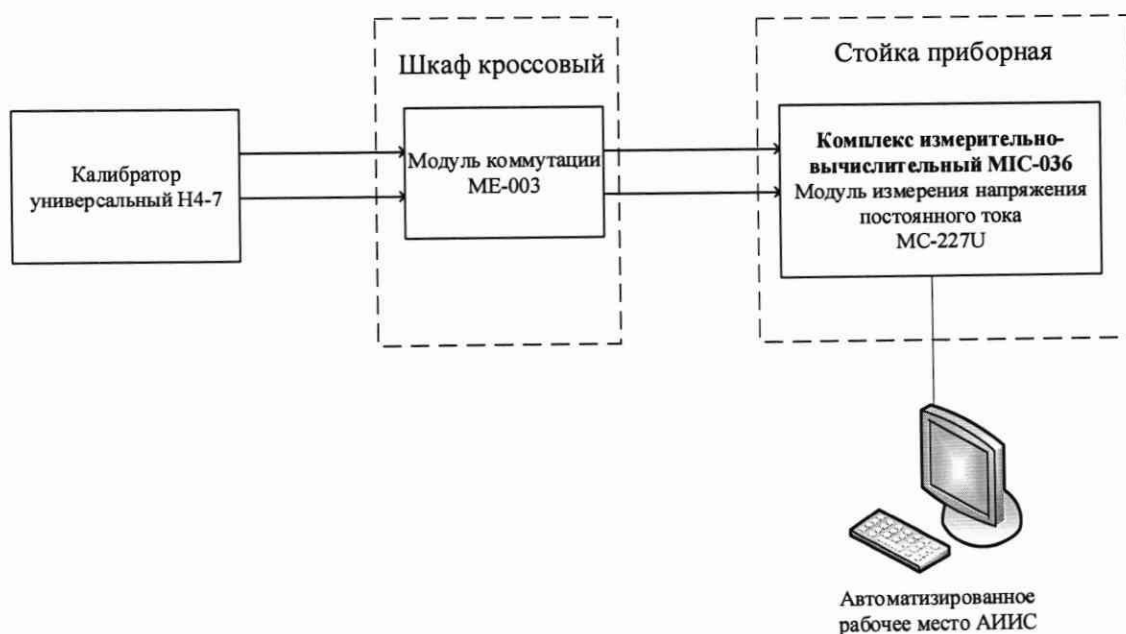 Шкаф кроссовый
Стойка приборная
Калибратор
универсальный Н4-7
Модуль коммутации
МЕ-003
Комплекс измерительно-
вычислительный MIC-036
Модуль измерения напряжения
постоянного тока
МС-227U
Автоматизированное
рабочее место АИИС